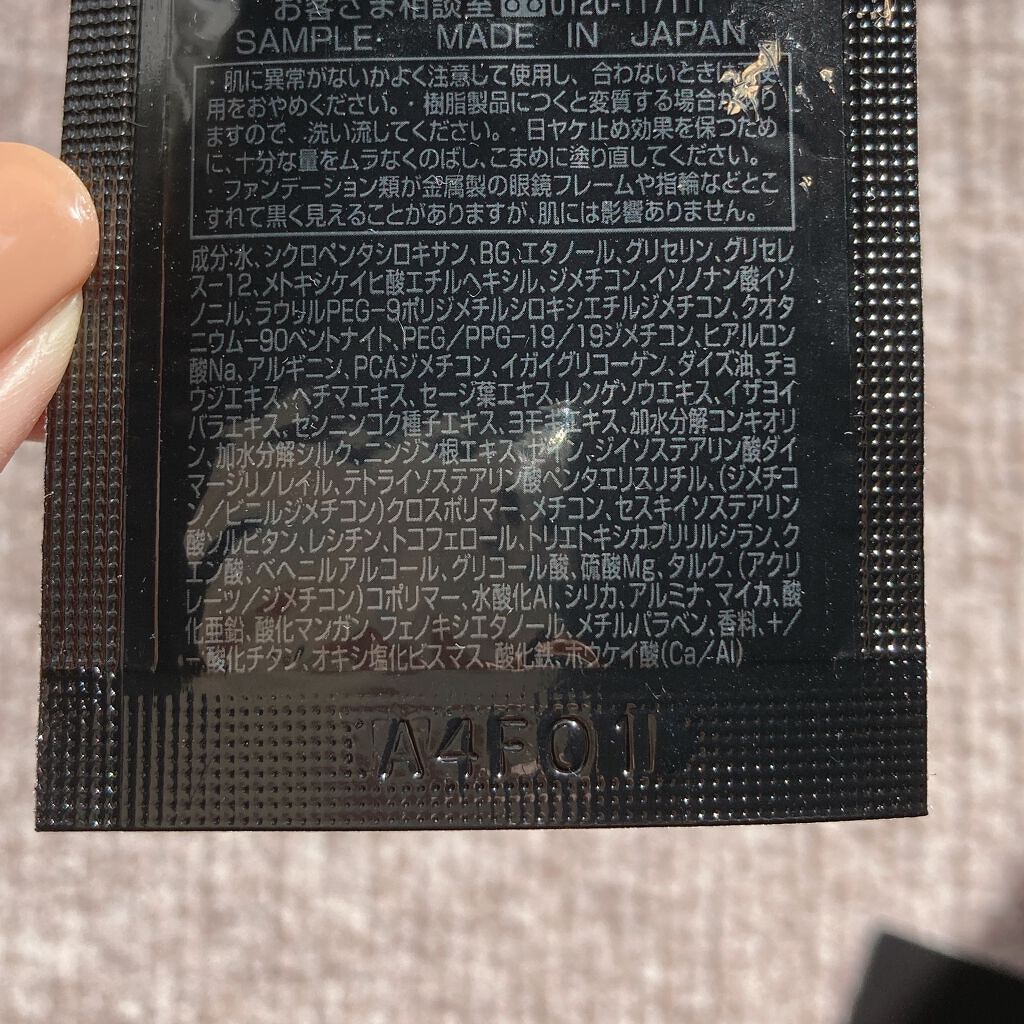 お客さま相談室 0120-117111
SAMPLE・ MADE IN JAPAN
・肌に異常がないかよく注意して使用し、合わないときは
用をおやめください。・樹脂製品につくと変質する場合があり
ますので、洗い流してください。・日ヤケ止め効果を保つため
に、十分な量をムラなくのばし、こまめに塗り直してください。
・ファンデーション類が金属製の眼鏡フレームや指輪などとこ
すれて黒く見えることがありますが、肌には影響ありません。
成分:水、シクロペンタシロキサン、BG、エタノール、グリセリン、グリセレ
ス-12、メトキシケイヒ酸エチルヘキシル、ジメチコン、イソノナン酸イソ
ノニル、ラウリルPEG-9ポリジメチルシロキシエチルジメチコン、クオタ
ニウム-90ベントナイト、PEG/PPG-19/19ジメチコン、ヒアルロン
酸Na、アルギニン、PCAジメチコン、イガイグリコーゲン、ダイズ油、チョ
ウジエキス、ヘチマエキス、セージ葉エキス、レンゲソウエキス、イザヨイ
バラエキス、センニンコク種子エキス、ヨモギエキス、加水分解コンキオリ
ン、加水分解シルク、ニンジン根エキス、ジイソステアリン酸ダイ
マージリノレイル、テトライソステアリン酸ペンタエリスリチル、(ジメチコ
ン/ビニルジメチコン)クロスポリマー、メチコン、セスキイソステアリン
酸ソルビタン、レシチン、トコフェロール、トリエトキシカプリリルシラン、ク
エン酸、ベヘニルアルコール、グリコール酸、硫酸Mg、タルク、(アクリ
レーツ/ジメチコン)コポリマー、水酸化Al、シリカ、アルミナ、マイカ、酸
化亜鉛、酸化マンガン、フェノキシエタノール、メチルパラベン、香料、+/
-酸化チタン、オキシ塩化ビスマス、酸化鉄、ホウケイ酸(Ca/Al)
A4F01